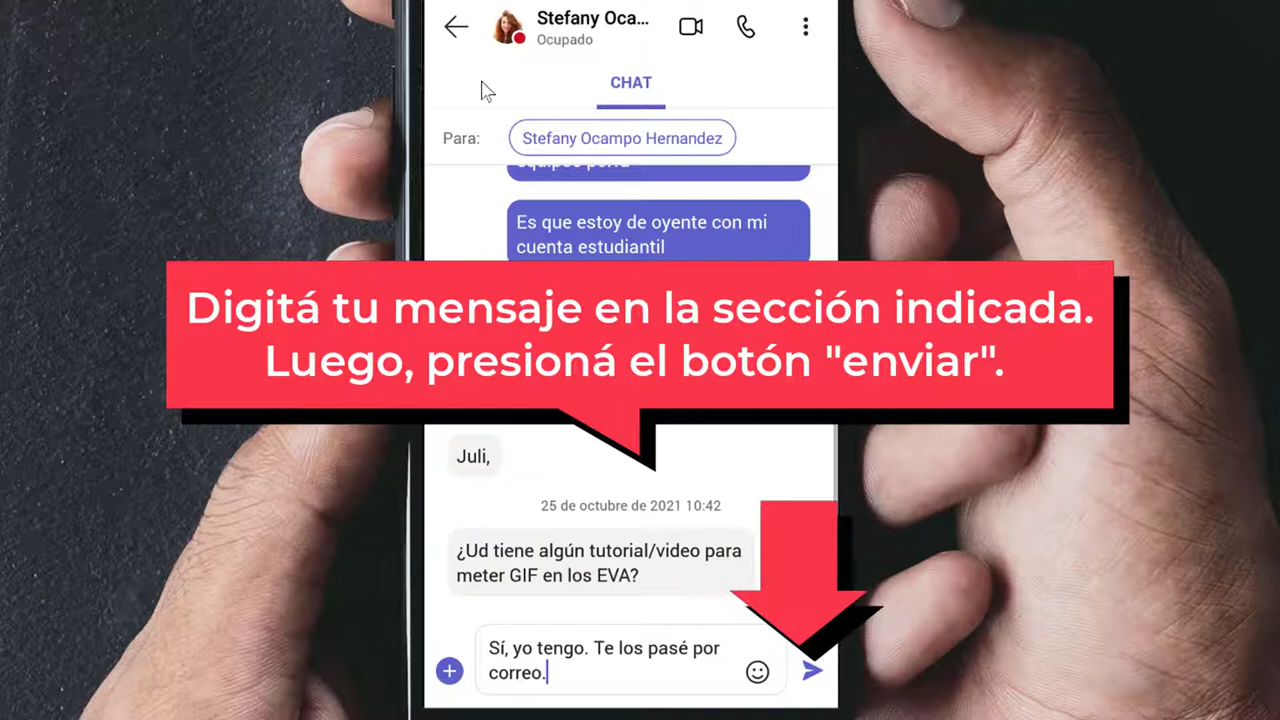 Stefany Oca...
Ocupado
CHAT
Para:
Stefany Ocampo Hernandez
Es que estoy de oyente con mi
cuenta estudiantil
Digitá tu mensaje en la sección indicada.
Luego, presioná el botón "enviar".
Juli,
25 de octubre de 2021 10:42
¿Ud tiene algún tutorial/video para
meter GIF en los EVA?
Sí, yo tengo. Te los pasé por
correo.